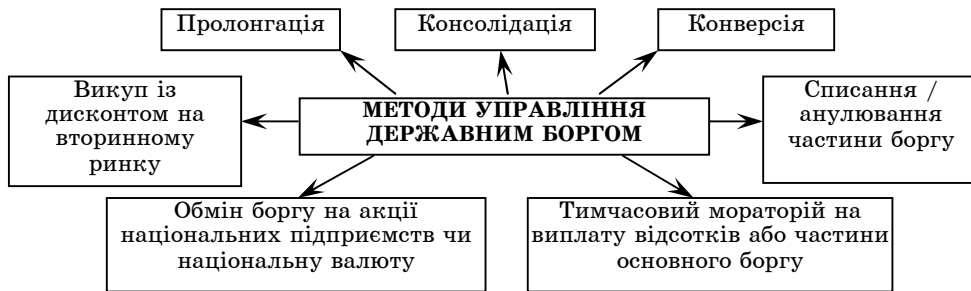 Пролонгація
Консолідація
Конверсія
Викуп із
дисконтом на
вторинному
ринку
МЕТОДИ УПРАВЛІННЯ
ДЕРЖАВНИМ БОРГОМ
Списання /
анулювання
частини боргу
Обмін боргу на акції
національних підприємств чи
національну валюту
Тимчасовий мораторій на
виплату відсотків або частини
основного боргу